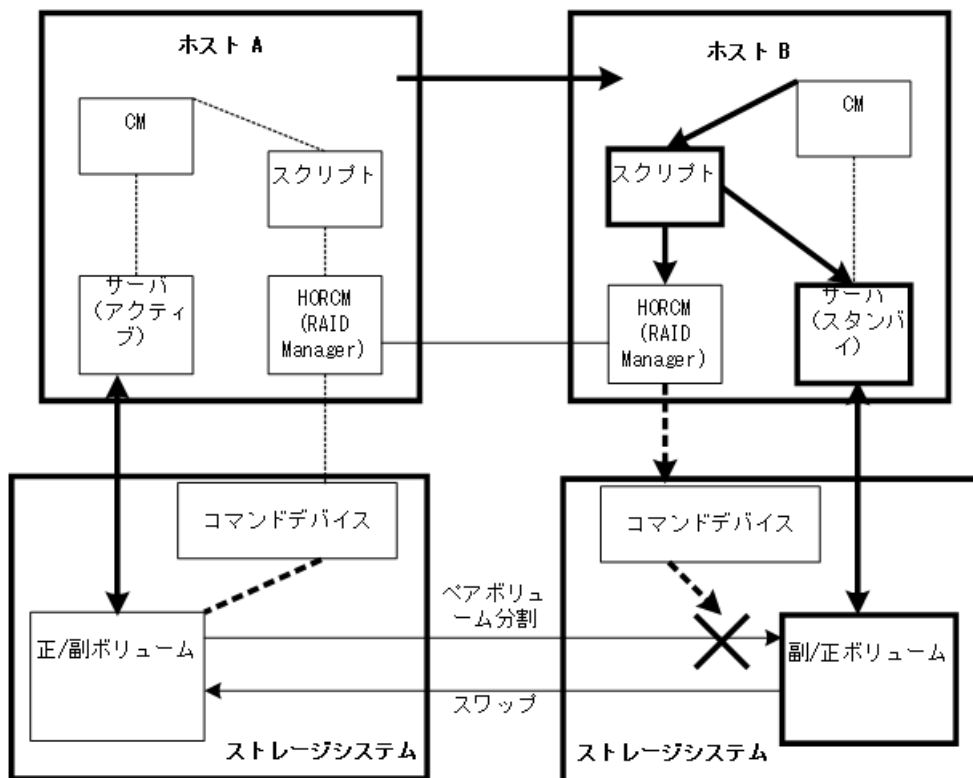 ホスト A
CM
スクリプト
サーバ
(アクティ
ブ)
HORCM
(RAID
Manager)
ホスト B
CM
スクリプト
HORCM
(RAID
Manager)
サーバ
(スタンバ
イ)
コマンドデバイス
正/副ボリューム
ストレージシステム
ペアボリュ
ーム分割
スワップ
コマンドデバイス
副/正ボリューム
ストレージシステム